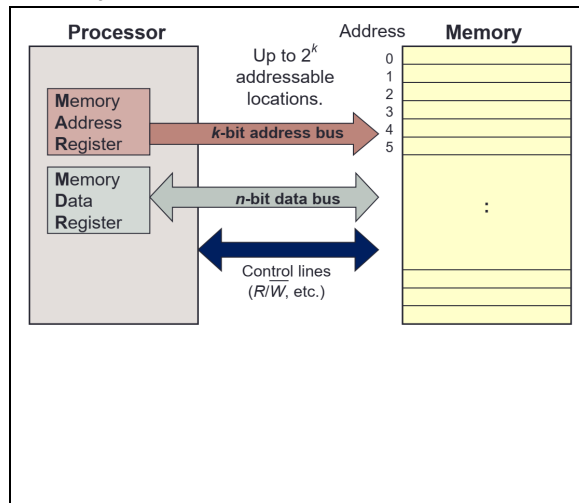 Processor
Address
Memory
Up to 2^k
addressable
locations.
Memory
Address
Register
k-bit address bus
Memory
Data
Register
n-bit data bus
Control lines
(R/W̅, etc.)
0
1
2
3
4
5
: